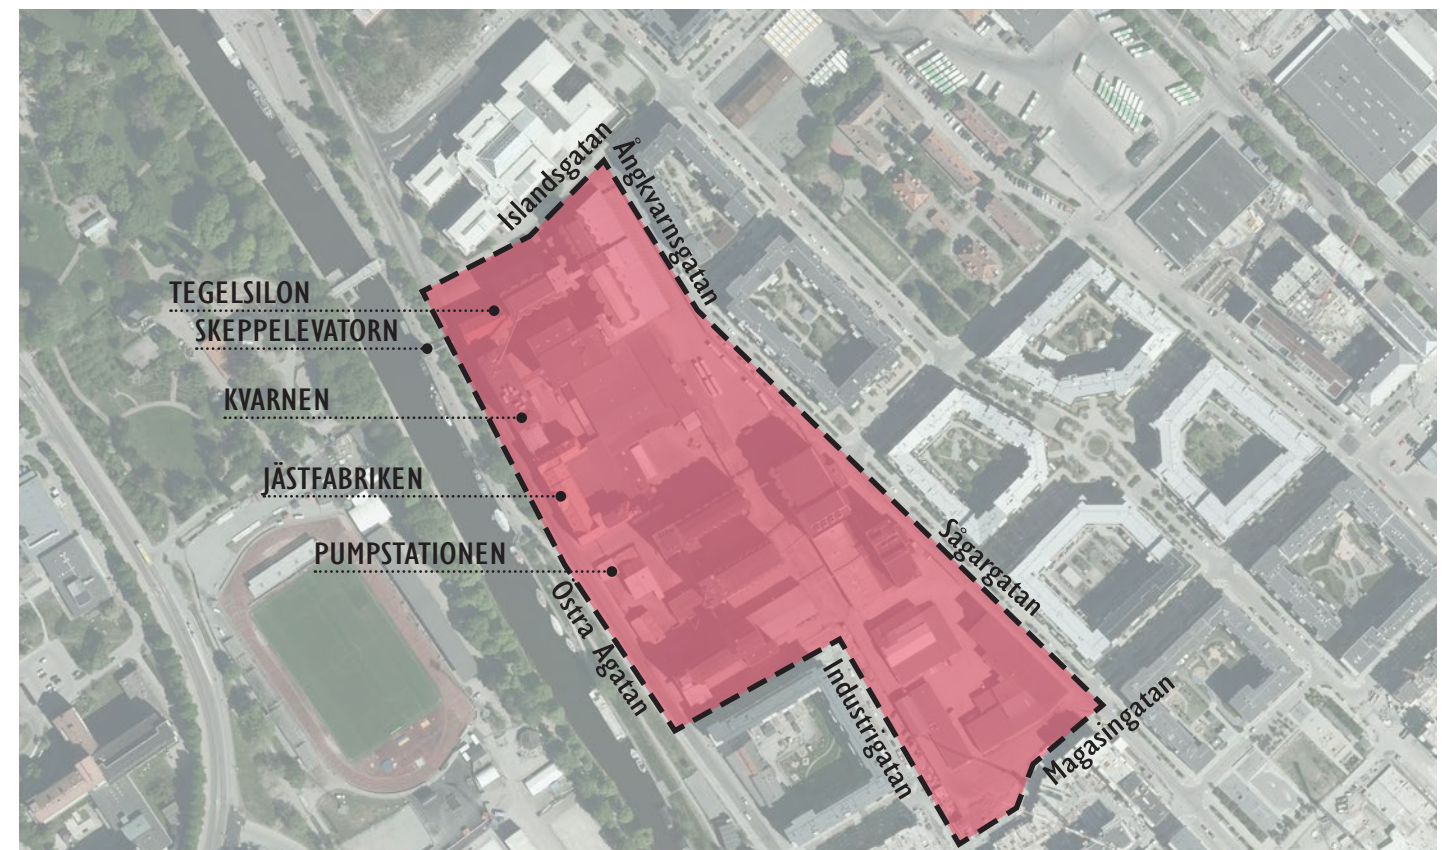 Islandsgatan
Ångkvarnsgatan
TEGELSILON
SKEPPELEVATORN
KVARNEN
JÄSTFABRIKEN
Sågargatan
PUMPSTATIONEN
Östra Ågatan
Industrigatan
Magasingatan